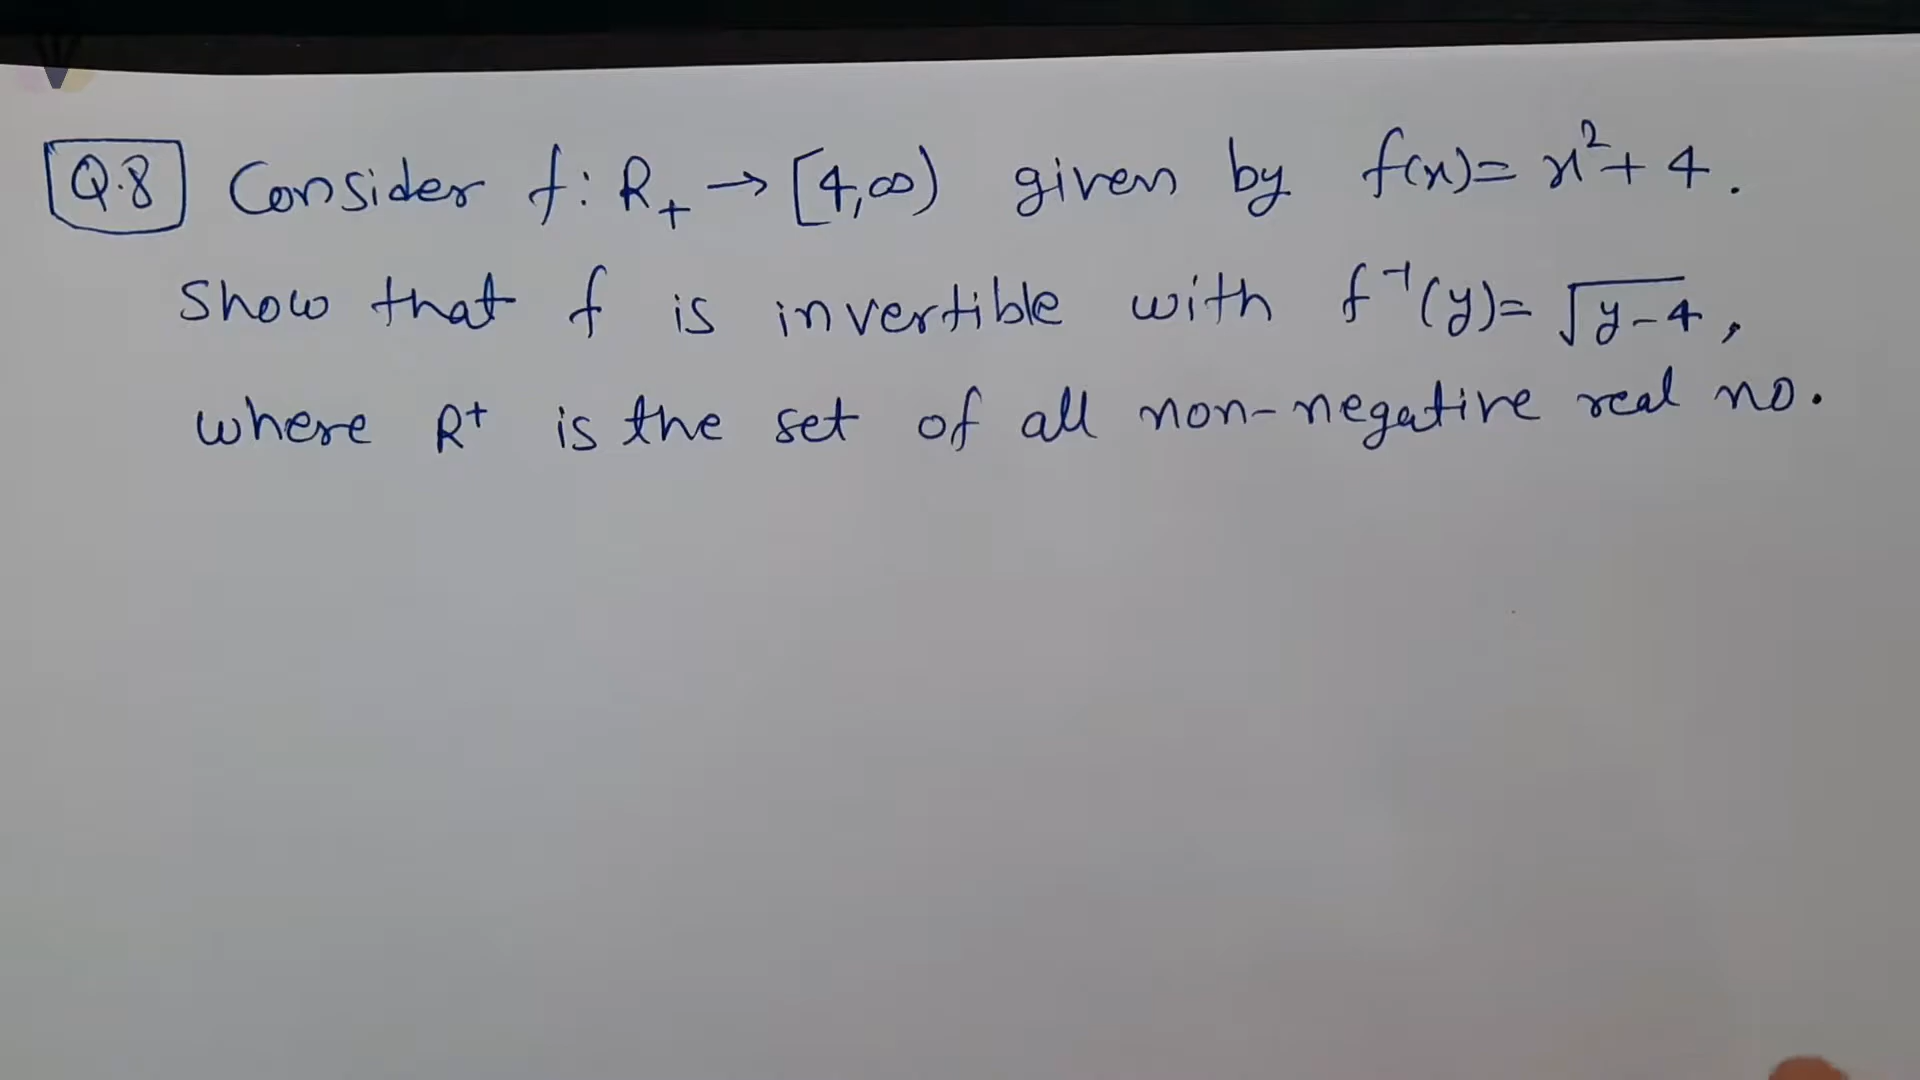 Q.8 Consider f: R₊ → [4,∞) given by f(x)= x²+4.
Show that f is invertible with f⁻¹(y)= √(y-4),
where R⁺ is the set of all non-negative real no.